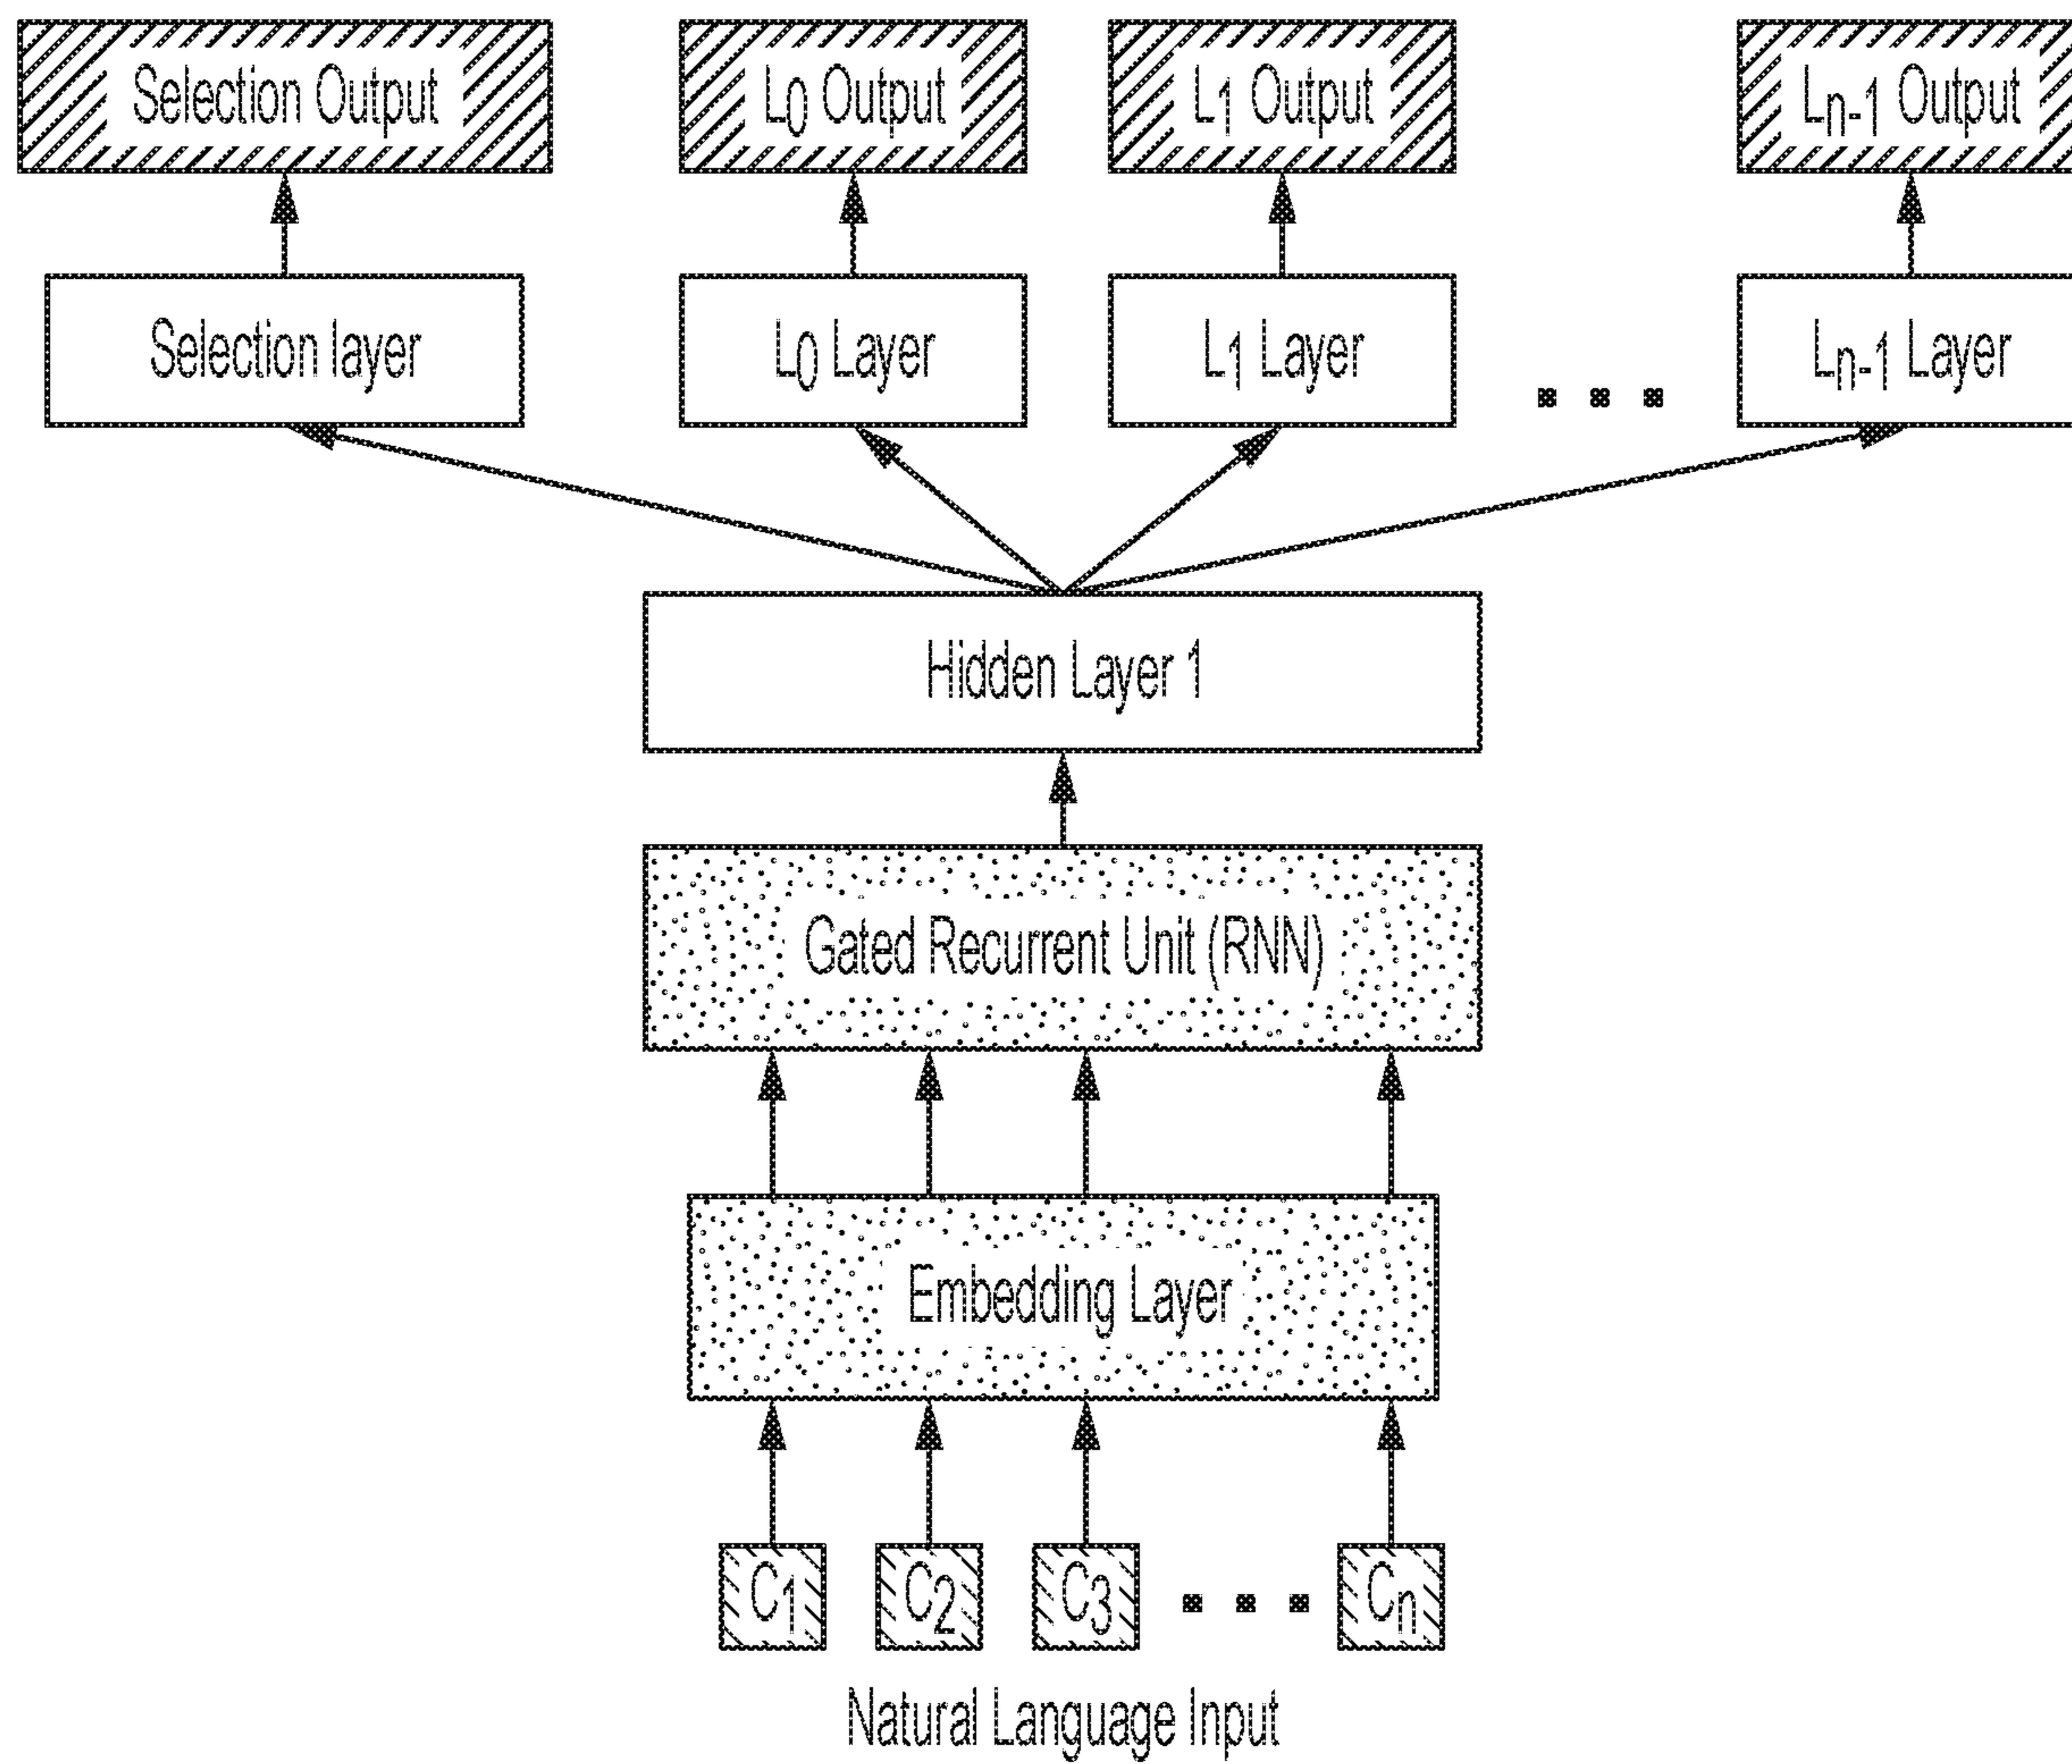 Selection Output
L0 Output
L1 Output
Ln-1 Output
Selection layer
L0 Layer
L1 Layer
Ln-1 Layer
Hidden Layer 1
Gated Recurrent Unit (RNN)
Embedding Layer
C1
C2
C3
Cn
Natural Language Input